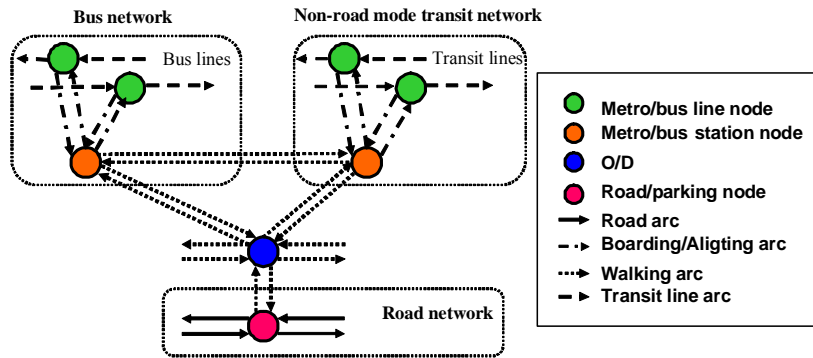 Bus network
Non-road mode transit network
Bus lines
Transit lines
Metro/bus line node
Metro/bus station node
O/D
Road/parking node
Road arc
Boarding/Aligting arc
Walking arc
Transit line arc
Road network